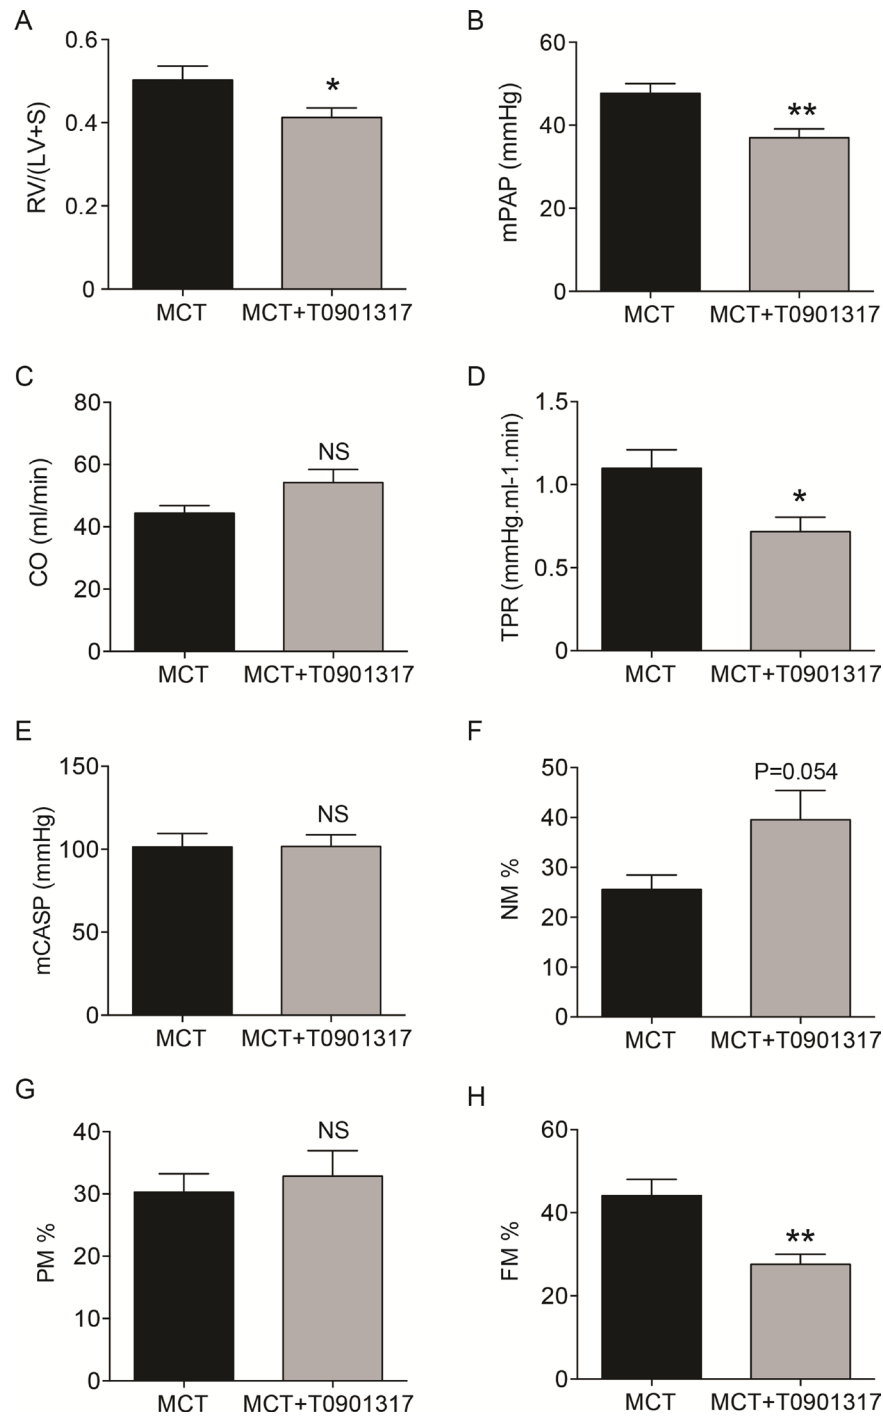 A
RV/(LV+S)
0.6
0.4
0.2
0
*
MCT MCT+T0901317
B
mPAP (mmHg)
60
40
20
0
**
MCT MCT+T0901317
C
CO (ml/min)
80
60
40
20
0
NS
MCT MCT+T0901317
D
TPR (mmHg.ml-1.min)
1.5
1.0
0.5
0
*
MCT MCT+T0901317
E
mCASP (mmHg)
150
100
50
0
NS
MCT MCT+T0901317
F
NM %
50
40
30
20
10
0
P=0.054
MCT MCT+T0901317
G
PM %
40
30
20
10
0
NS
MCT MCT+T0901317
H
FM %
60
40
20
0
**
MCT MCT+T0901317